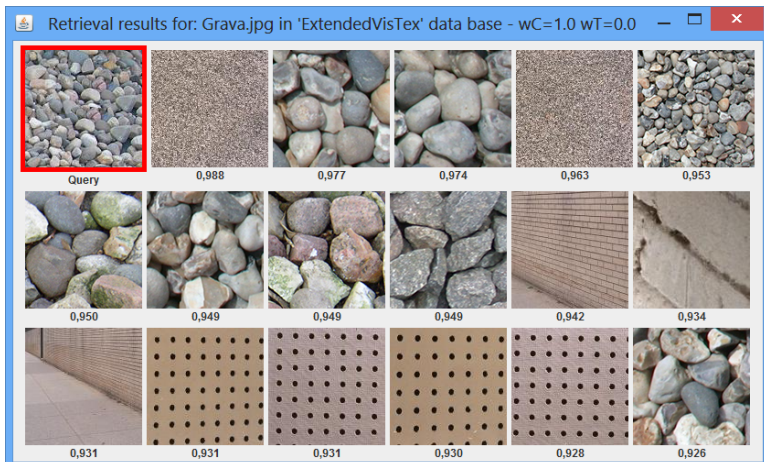 Retrieval results for: Grava.jpg in 'ExtendedVisTex' data base - wC=1.0 wT=0.0
Query 0,988 0,977 0,974 0,963 0,953
0,950 0,949 0,949 0,949 0,942 0,934
0,931 0,931 0,931 0,930 0,928 0,926